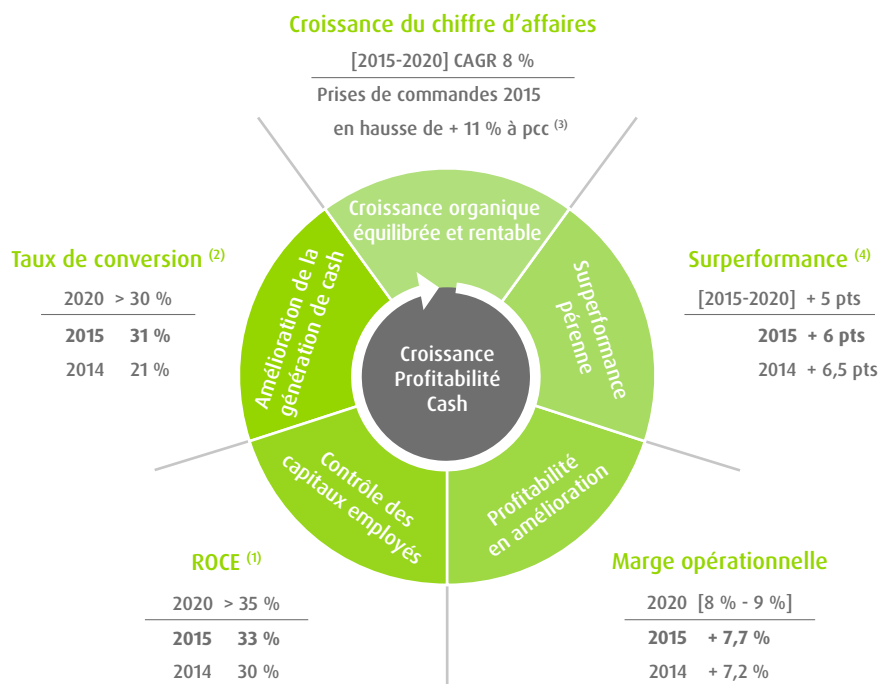 Croissance du chiffre d'affaires
[2015-2020] CAGR 8 %
Prises de commandes 2015
en hausse de + 11 % à pcc (3)
Croissance organique
équilibrée et rentable
Taux de conversion (2)
2020 > 30 %
2015 31 %
2014 21 %
Amélioration de la
génération de cash
Croissance
Profitabilité
Cash
Surperformance
pérenne
Surperformance (4)
[2015-2020] + 5 pts
2015 + 6 pts
2014 + 6,5 pts
Contrôle des
capitaux employés
Profitabilité
en amélioration
ROCE (1)
2020 > 35 %
2015 33 %
2014 30 %
Marge opérationnelle
2020 [8 % - 9 %]
2015 + 7,7 %
2014 + 7,2 %